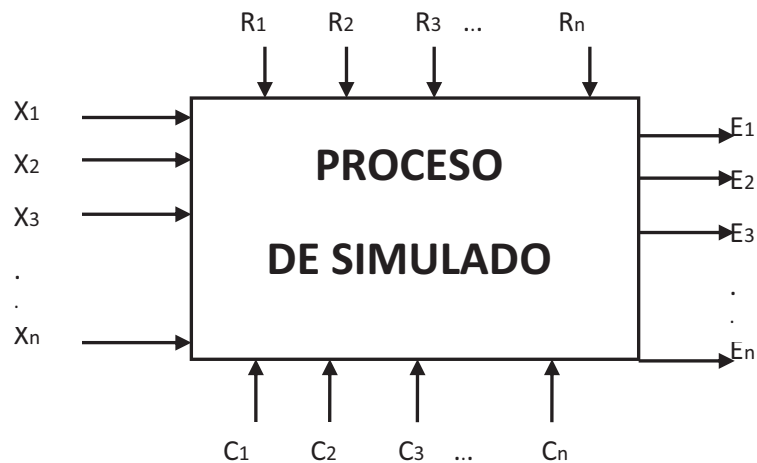 R1 R2 R3 ... Rn
X1
X2
X3
.
.
Xn
PROCESO
DE SIMULADO
E1
E2
E3
.
.
En
C1 C2 C3 ... Cn